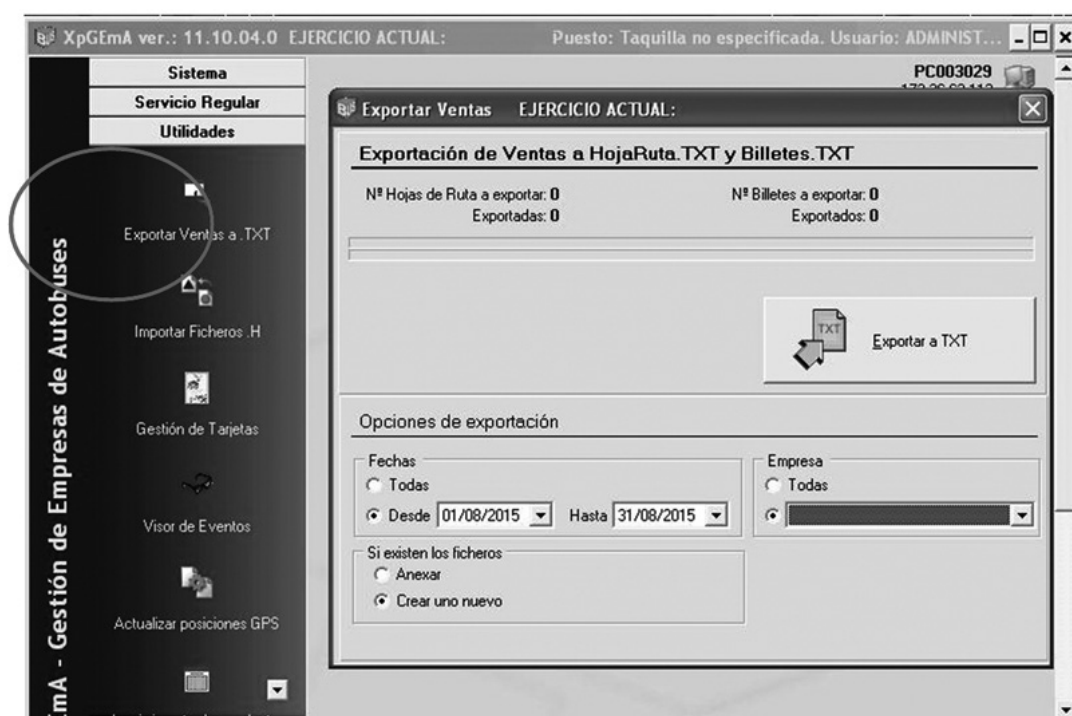 XpGEmA ver.: 11.10.04.0 EJERCICIO ACTUAL: Puesto: Taquilla no especificada. Usuario: ADMINIST...
Sistema
Servicio Regular
Utilidades
Exportar Ventas a .TXT
Importar Ficheros .H
Gestión de Tarjetas
Visor de Eventos
Actualizar posiciones GPS
EmA - Gestión de Empresas de Autobuses
PC003029
Exportar Ventas EJERCICIO ACTUAL:
Exportación de Ventas a HojaRuta.TXT y Billetes.TXT
Nº Hojas de Ruta a exportar: 0
Nº Billetes a exportar: 0
Exportadas: 0
Exportados: 0
TXT
Exportar a TXT
Opciones de exportación
Fechas
Todas
Desde 01/08/2015 Hasta 31/08/2015
Empresa
Todas
Si existen los ficheros
Anexar
Crear uno nuevo